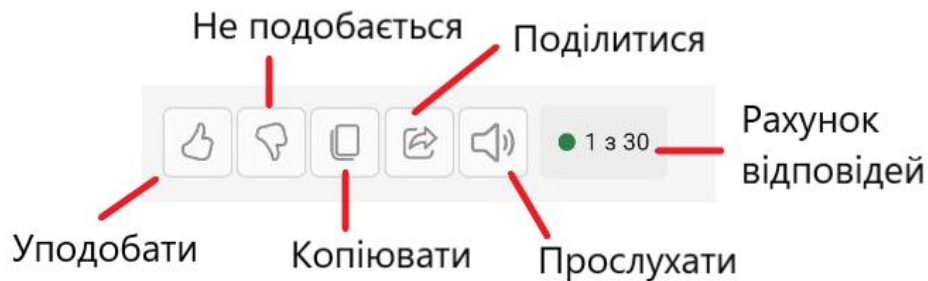 Не подобається
Поділитися
1 з 30
Рахунок
відповідей
Уподобати
Копіювати
Прослухати